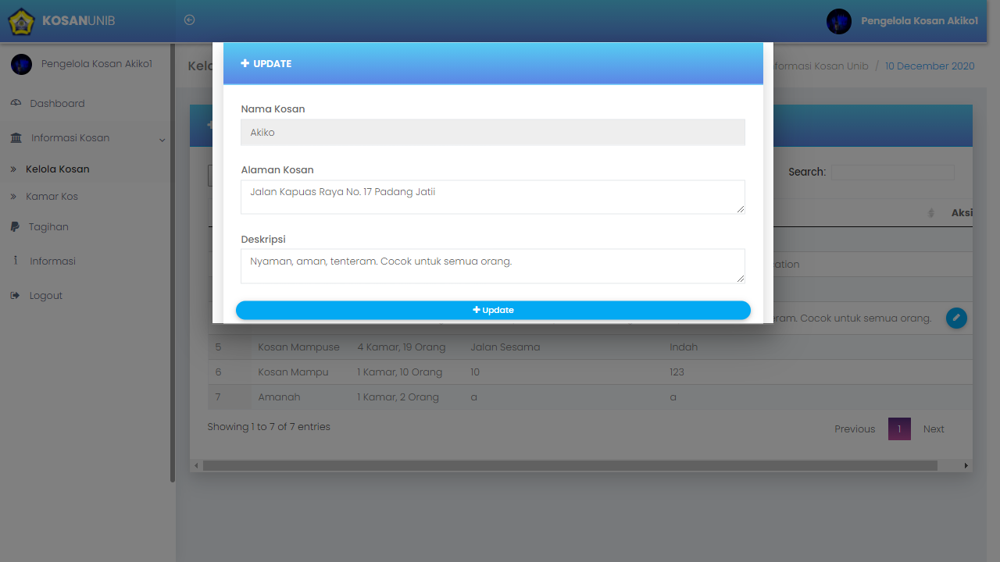 KOSANUNIB
Pengelola Kosan Akiko1
Pengelola Kosan Akiko1
Dashboard
Informasi Kosan
Kelola Kosan
Kamar Kos
Tagihan
Informasi
Logout
Informasi Kosan Unib / 10 December 2020
UPDATE
Nama Kosan
Akiko
Alaman Kosan
Jalan Kapuas Raya No. 17 Padang Jatii
Deskripsi
Nyaman, aman, tenteram. Cocok untuk semua orang.
Update
Search:
Aksi
Cocok untuk semua orang.
5 Kosan Mampuse 4 Kamar, 19 Orang Jalan Sesama Indah
6 Kosan Mampu 1 Kamar, 10 Orang 10 123
7 Amanah 1 Kamar, 2 Orang a a
Showing 1 to 7 of 7 entries
Previous 1 Next